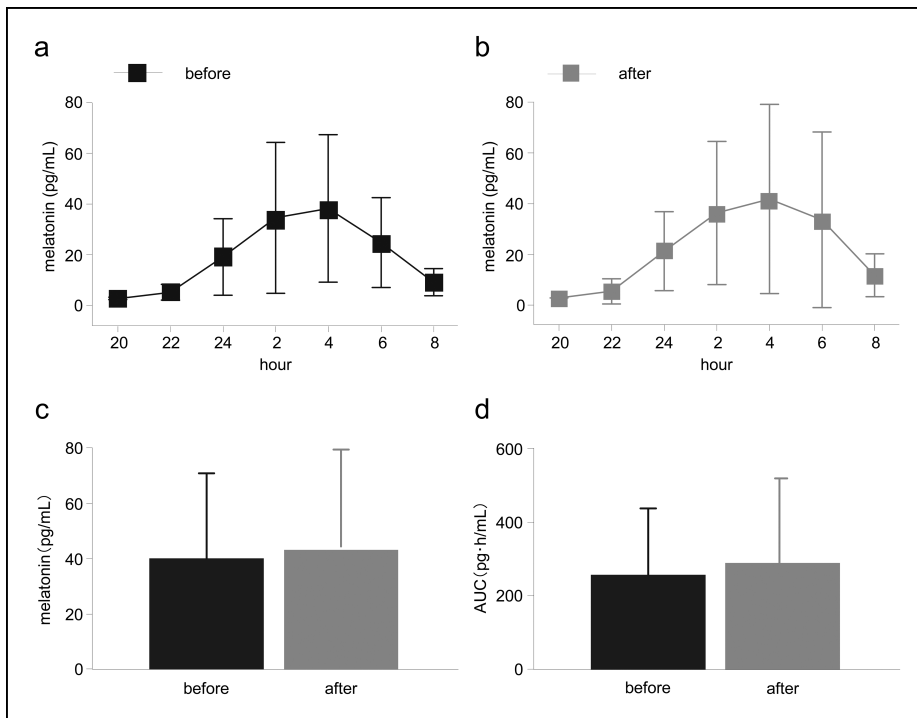 a
before
melatonin (pg/mL)
80
60
40
20
0
20 22 24 2 4 6 8
hour
b
after
melatonin (pg/mL)
80
60
40
20
0
20 22 24 2 4 6 8
hour
c
melatonin(pg/mL)
80
60
40
20
0
before after
d
AUC(pg·h/mL)
600
400
200
0
before after